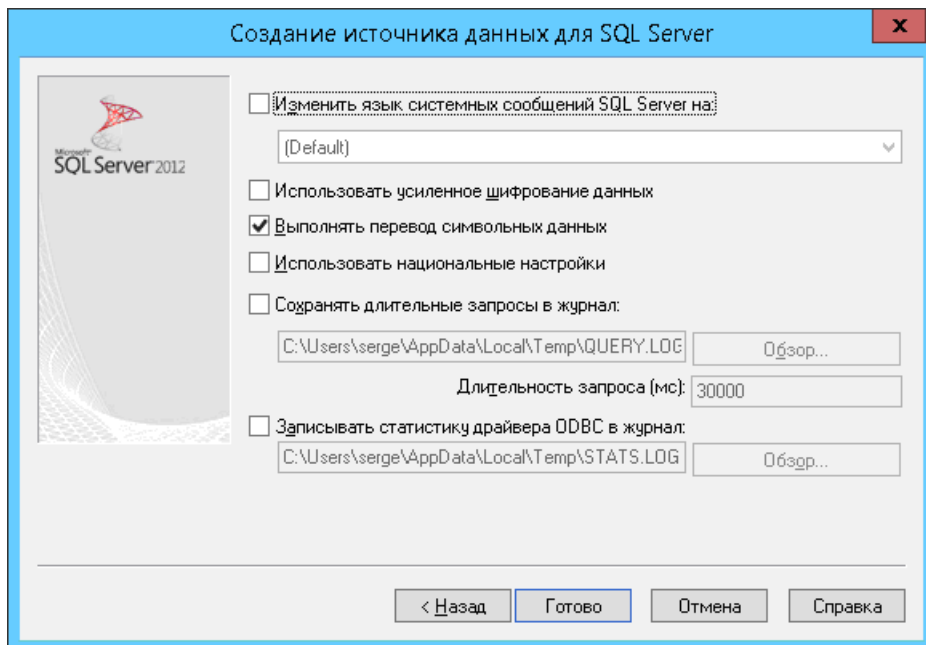 Создание источника данных для SQL Server
x
Microsoft
SQL Server 2012
Изменить язык системных сообщений SQL Server на:
(Default)
Использовать усиленное шифрование данных
Выполнять перевод символьных данных
Использовать национальные настройки
Сохранять длительные запросы в журнал:
C:\Users\serge\AppData\Local\Temp\QUERY.LOG
Обзор...
Длительность запроса (мс): 30000
Записывать статистику драйвера ODBC в журнал:
C:\Users\serge\AppData\Local\Temp\STATS.LOG
Обзор...
< Назад Готово Отмена Справка